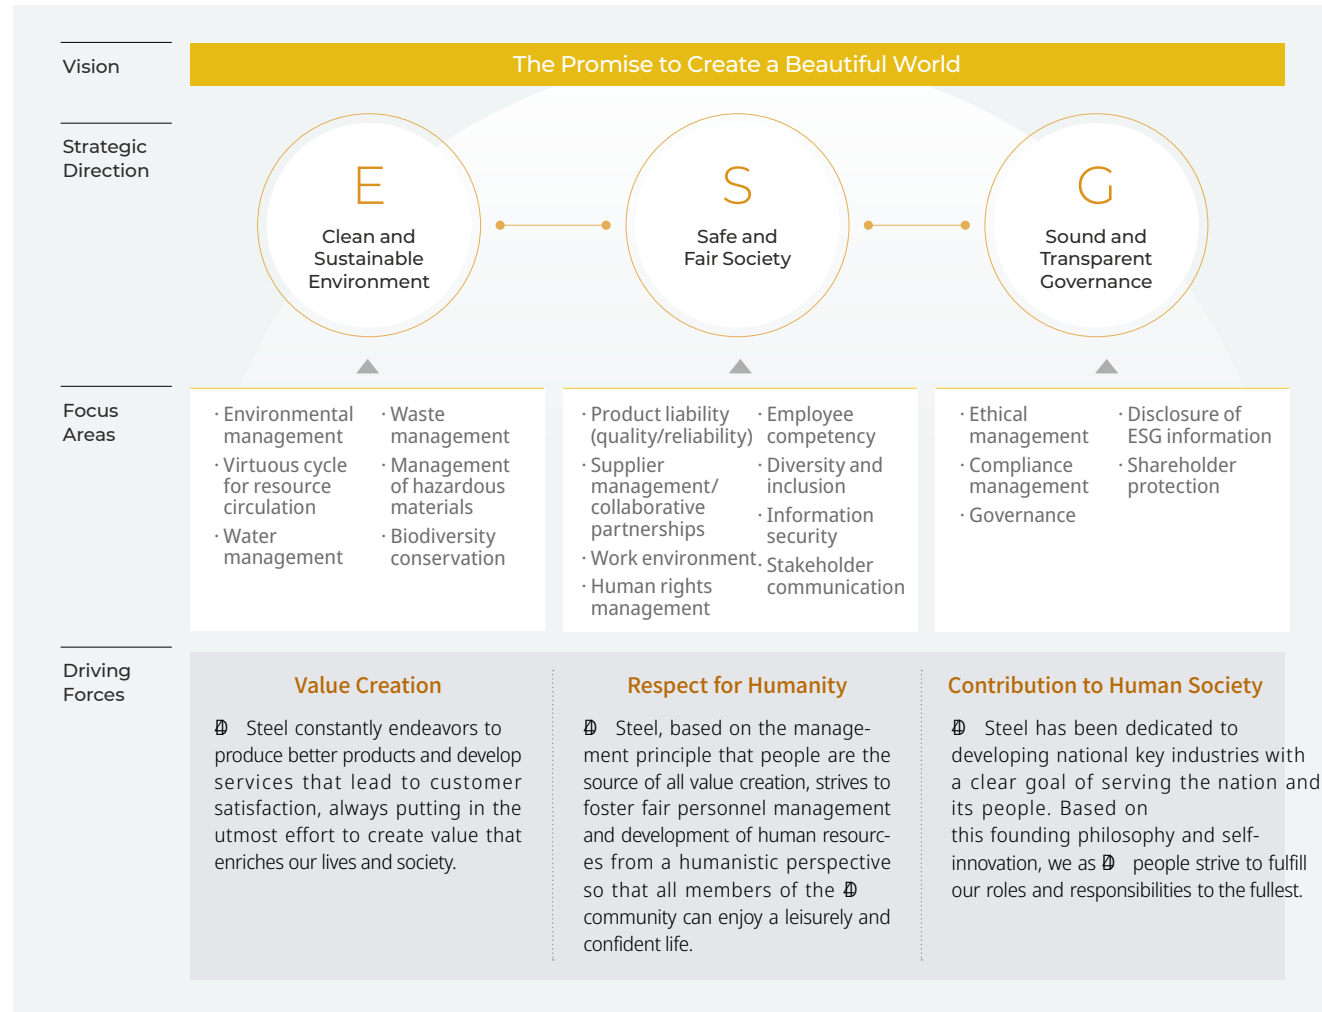 Vision
The Promise to Create a Beautiful World
Strategic
Direction
E
Clean and
Sustainable
Environment
S
Safe and
Fair Society
G
Sound and
Transparent
Governance
Focus
Areas
· Environmental
management
· Virtuous cycle
for resource
circulation
· Water
management
· Waste
management
· Management
of hazardous
materials
· Biodiversity
conservation
· Product liability
(quality/reliability)
· Supplier
management/
collaborative
partnerships
· Work environment
· Human rights
management
· Employee
competency
· Diversity and
inclusion
· Information
security
· Stakeholder
communication
· Ethical
management
· Compliance
management
· Governance
· Disclosure of
ESG information
· Shareholder
protection
Driving
Forces
Value Creation
Steel constantly endeavors to
produce better products and develop
services that lead to customer
satisfaction, always putting in the
utmost effort to create value that
enriches our lives and society.
Respect for Humanity
Steel, based on the manage-
ment principle that people are the
source of all value creation, strives to
foster fair personnel management
and development of human resourc-
es from a humanistic perspective
so that all members of the
community can enjoy a leisurely and
confident life.
Contribution to Human Society
Steel has been dedicated to
developing national key industries with
a clear goal of serving the nation and
its people. Based on
this founding philosophy and self-
innovation, we as people strive to fulfill
our roles and responsibilities to the fullest.